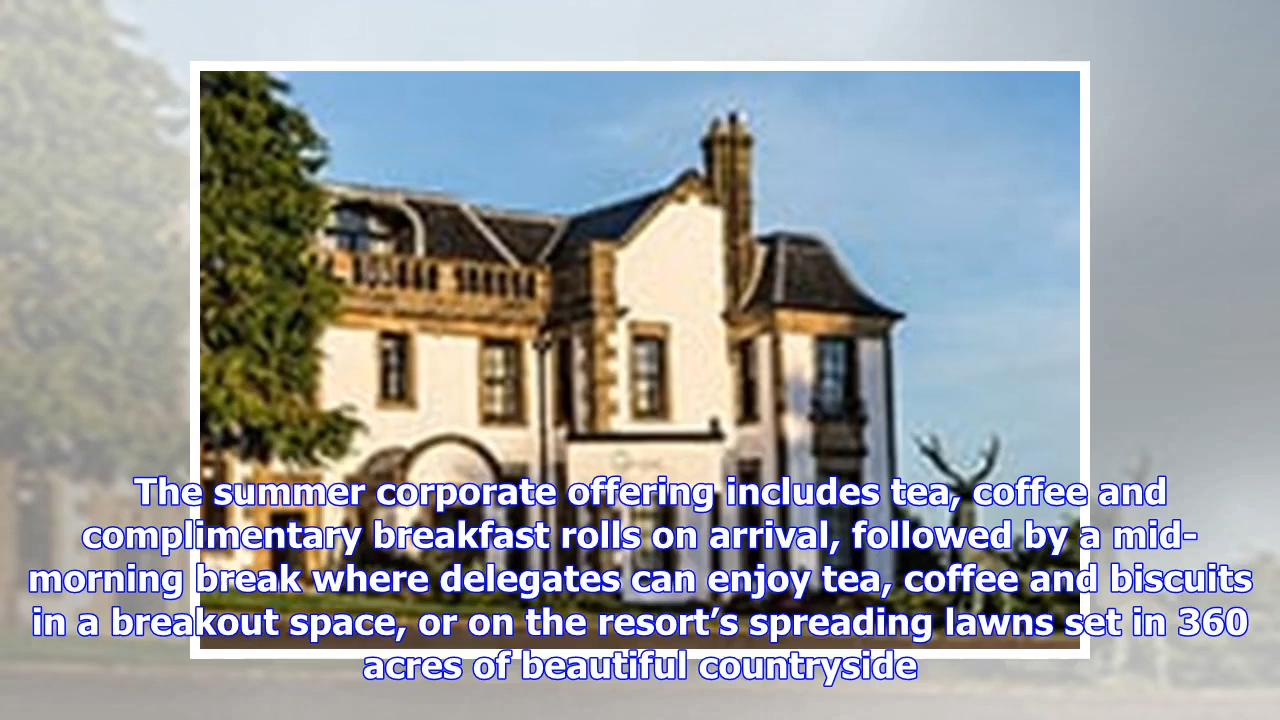 The summer corporate offering includes tea, coffee and
complimentary breakfast rolls on arrival, followed by a mid-
morning break where delegates can enjoy tea, coffee and biscuits
in a breakout space, or on the resort’s spreading lawns set in 360
acres of beautiful countryside